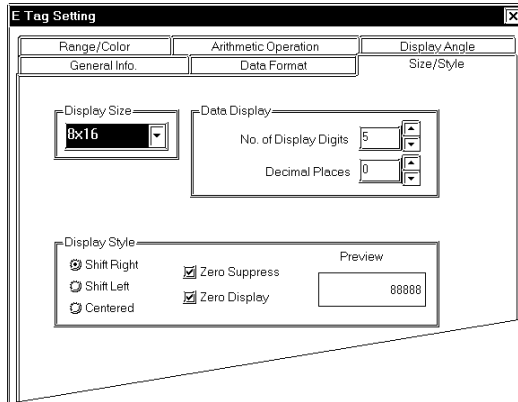 E Tag Setting
Range/Color Arithmetic Operation Display Angle
General Info. Data Format Size/Style
Display Size
8x16
Data Display
No. of Display Digits 5
Decimal Places 0
Display Style
Shift Right
Shift Left
Centered
Zero Suppress
Zero Display
Preview
88888